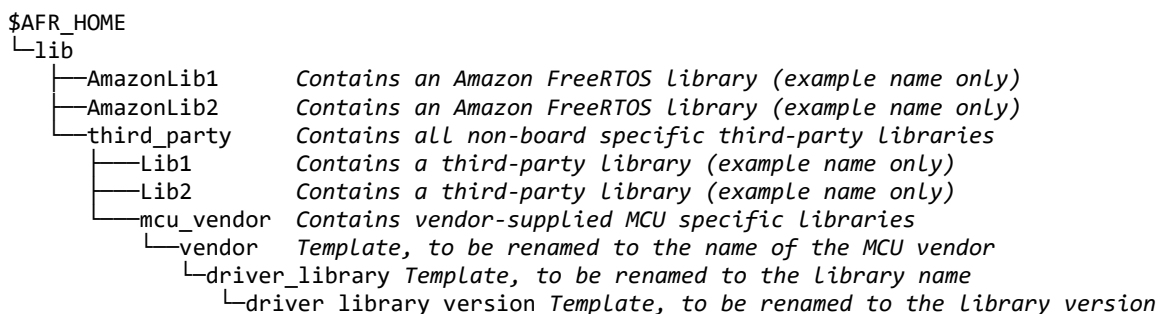 $AFR_HOME
└─lib
├──AmazonLib1 Contains an Amazon FreeRTOS library (example name only)
├──AmazonLib2 Contains an Amazon FreeRTOS library (example name only)
└──third_party Contains all non-board specific third-party libraries
├───Lib1 Contains a third-party library (example name only)
├───Lib2 Contains a third-party library (example name only)
└───mcu_vendor Contains vendor-supplied MCU specific libraries
└──vendor Template, to be renamed to the name of the MCU vendor
└─driver_library Template, to be renamed to the library name
└─driver library version Template, to be renamed to the library version